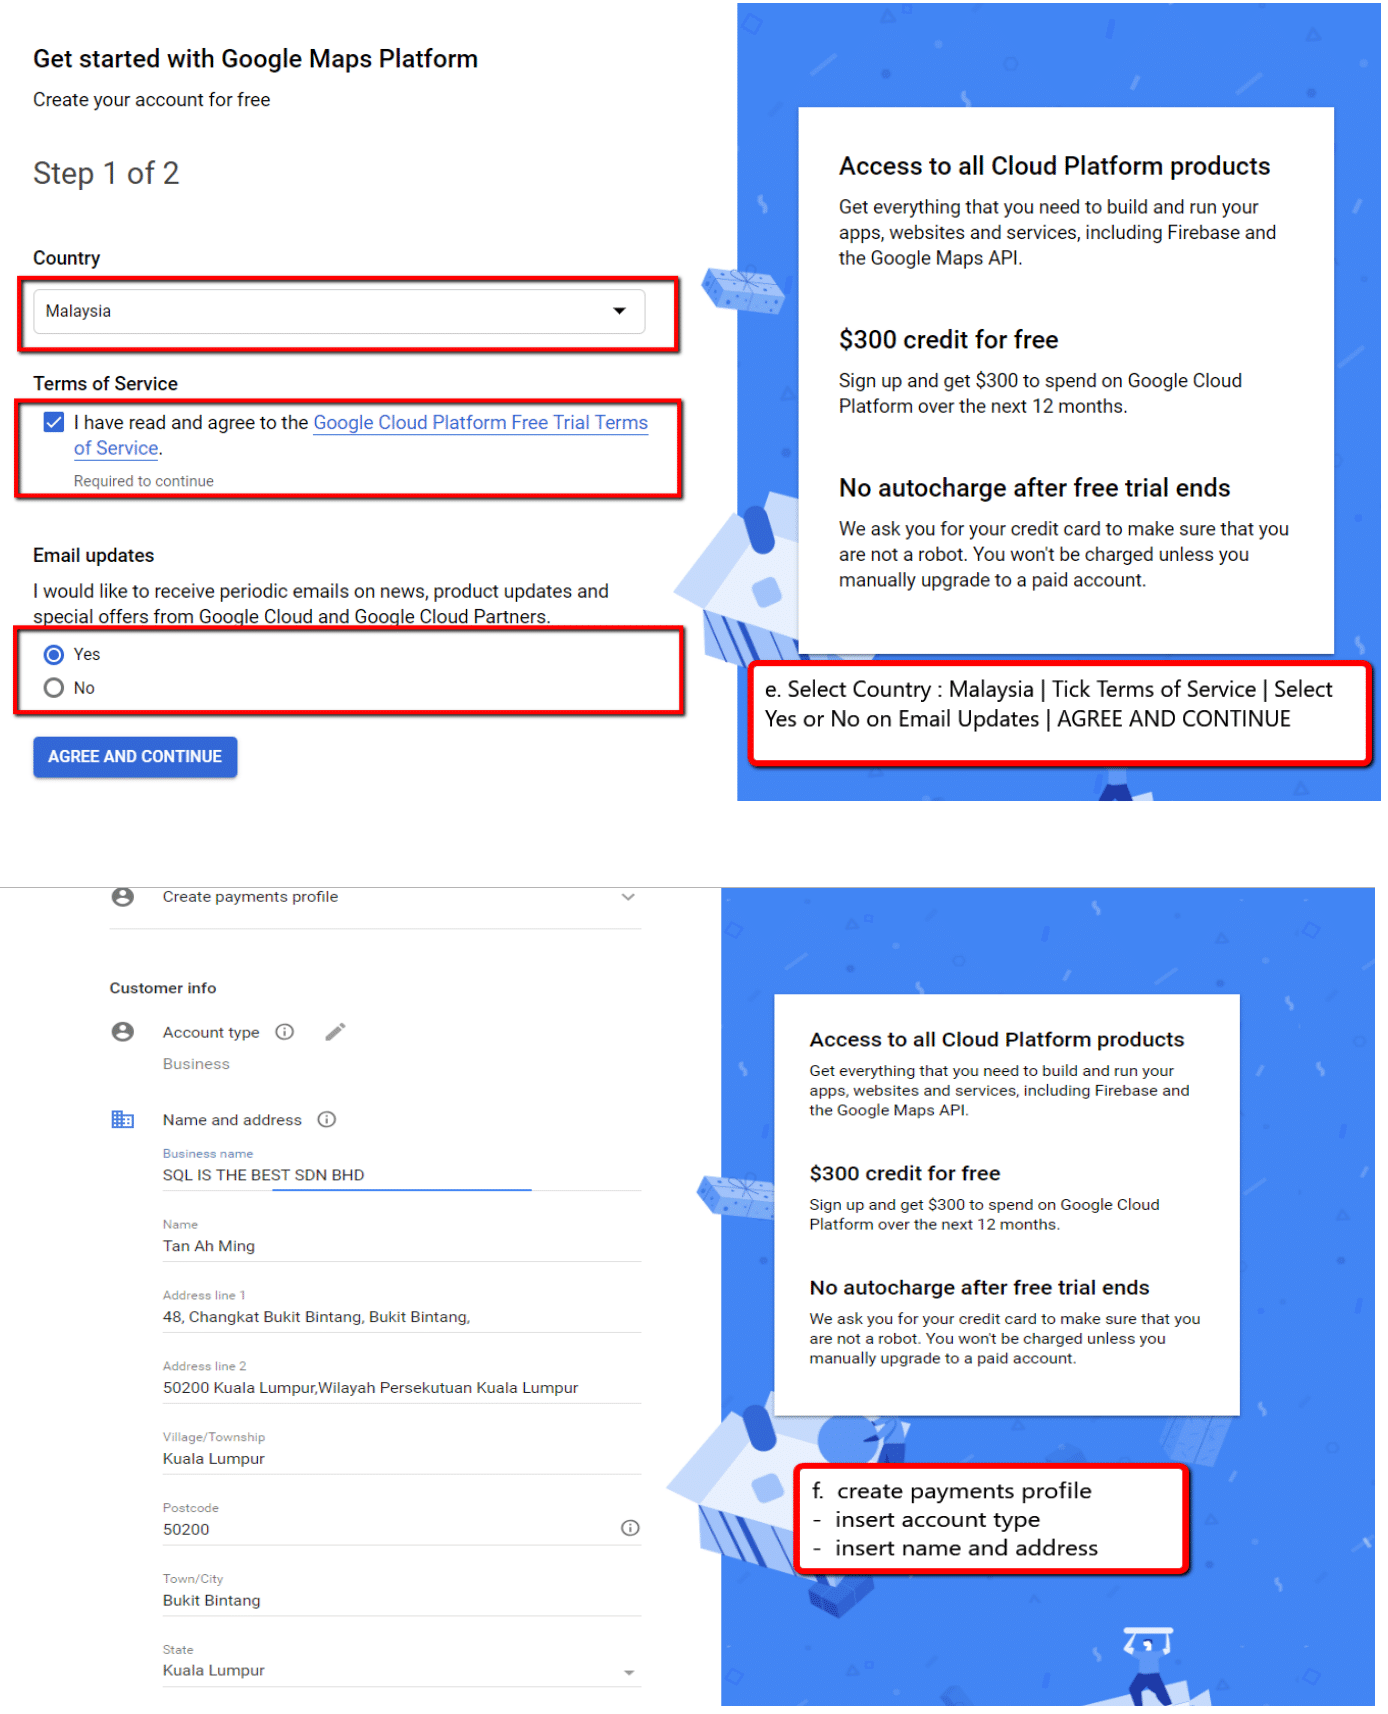 Get started with Google Maps Platform
Create your account for free
Step 1 of 2
Country
Malaysia
Terms of Service
I have read and agree to the Google Cloud Platform Free Trial Terms
of Service.
Required to continue
Email updates
I would like to receive periodic emails on news, product updates and
special offers from Google Cloud and Google Cloud Partners.
Yes
No
AGREE AND CONTINUE
Access to all Cloud Platform products
Get everything that you need to build and run your
apps, websites and services, including Firebase and
the Google Maps API.
$300 credit for free
Sign up and get $300 to spend on Google Cloud
Platform over the next 12 months.
No autocharge after free trial ends
We ask you for your credit card to make sure that you
are not a robot. You won't be charged unless you
manually upgrade to a paid account.
e. Select Country : Malaysia | Tick Terms of Service | Select
Yes or No on Email Updates | AGREE AND CONTINUE
Create payments profile
Customer info
Account type
Business
Name and address
Business name
SQL IS THE BEST SDN BHD
Name
Tan Ah Ming
Address line 1
48, Changkat Bukit Bintang, Bukit Bintang,
Address line 2
50200 Kuala Lumpur,Wilayah Persekutuan Kuala Lumpur
Village/Township
Kuala Lumpur
Postcode
50200
Town/City
Bukit Bintang
State
Kuala Lumpur
Access to all Cloud Platform products
Get everything that you need to build and run your
apps, websites and services, including Firebase and
the Google Maps API.
$300 credit for free
Sign up and get $300 to spend on Google Cloud
Platform over the next 12 months.
No autocharge after free trial ends
We ask you for your credit card to make sure that you
are not a robot. You won't be charged unless you
manually upgrade to a paid account.
f. create payments profile
- insert account type
- insert name and address